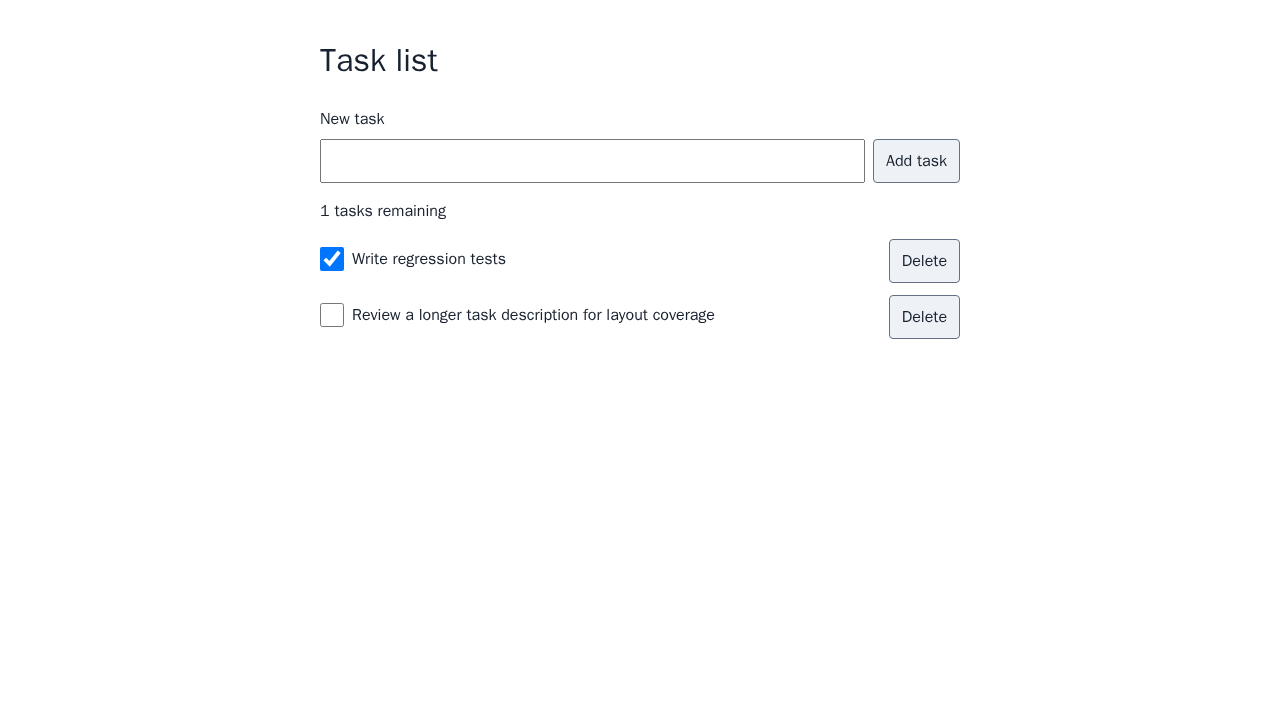 Task list
New task
Add task
1 tasks remaining
Write regression tests
Delete
Review a longer task description for layout coverage
Delete